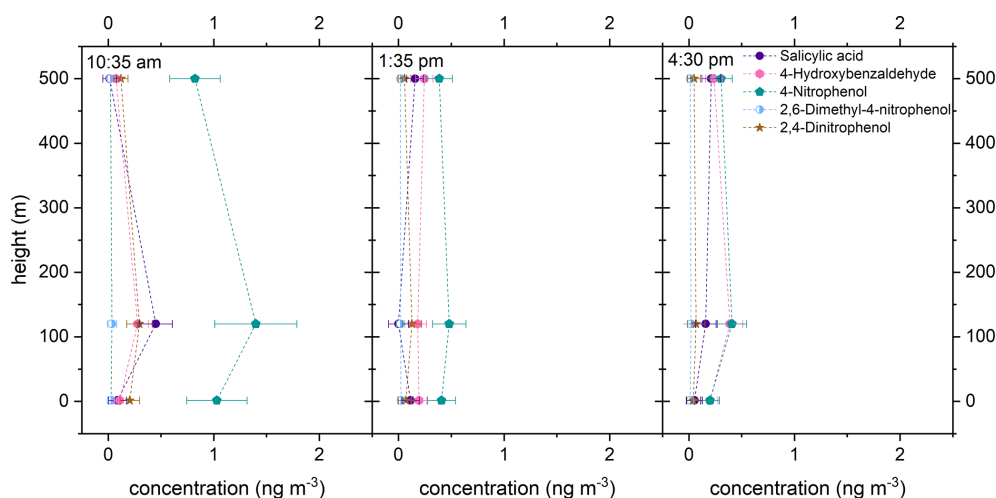 0 1 2 0 1 2 0 1 2
10:35 am 1:35 pm 4:30 pm
Salicylic acid
4-Hydroxybenzaldehyde
4-Nitrophenol
2,6-Dimethyl-4-nitrophenol
2,4-Dinitrophenol
500 500
400 400
300 300
200 200
100 100
0 0
height (m)
0 1 2 0 1 2 0 1 2
concentration (ng m⁻³) concentration (ng m⁻³) concentration (ng m⁻³)